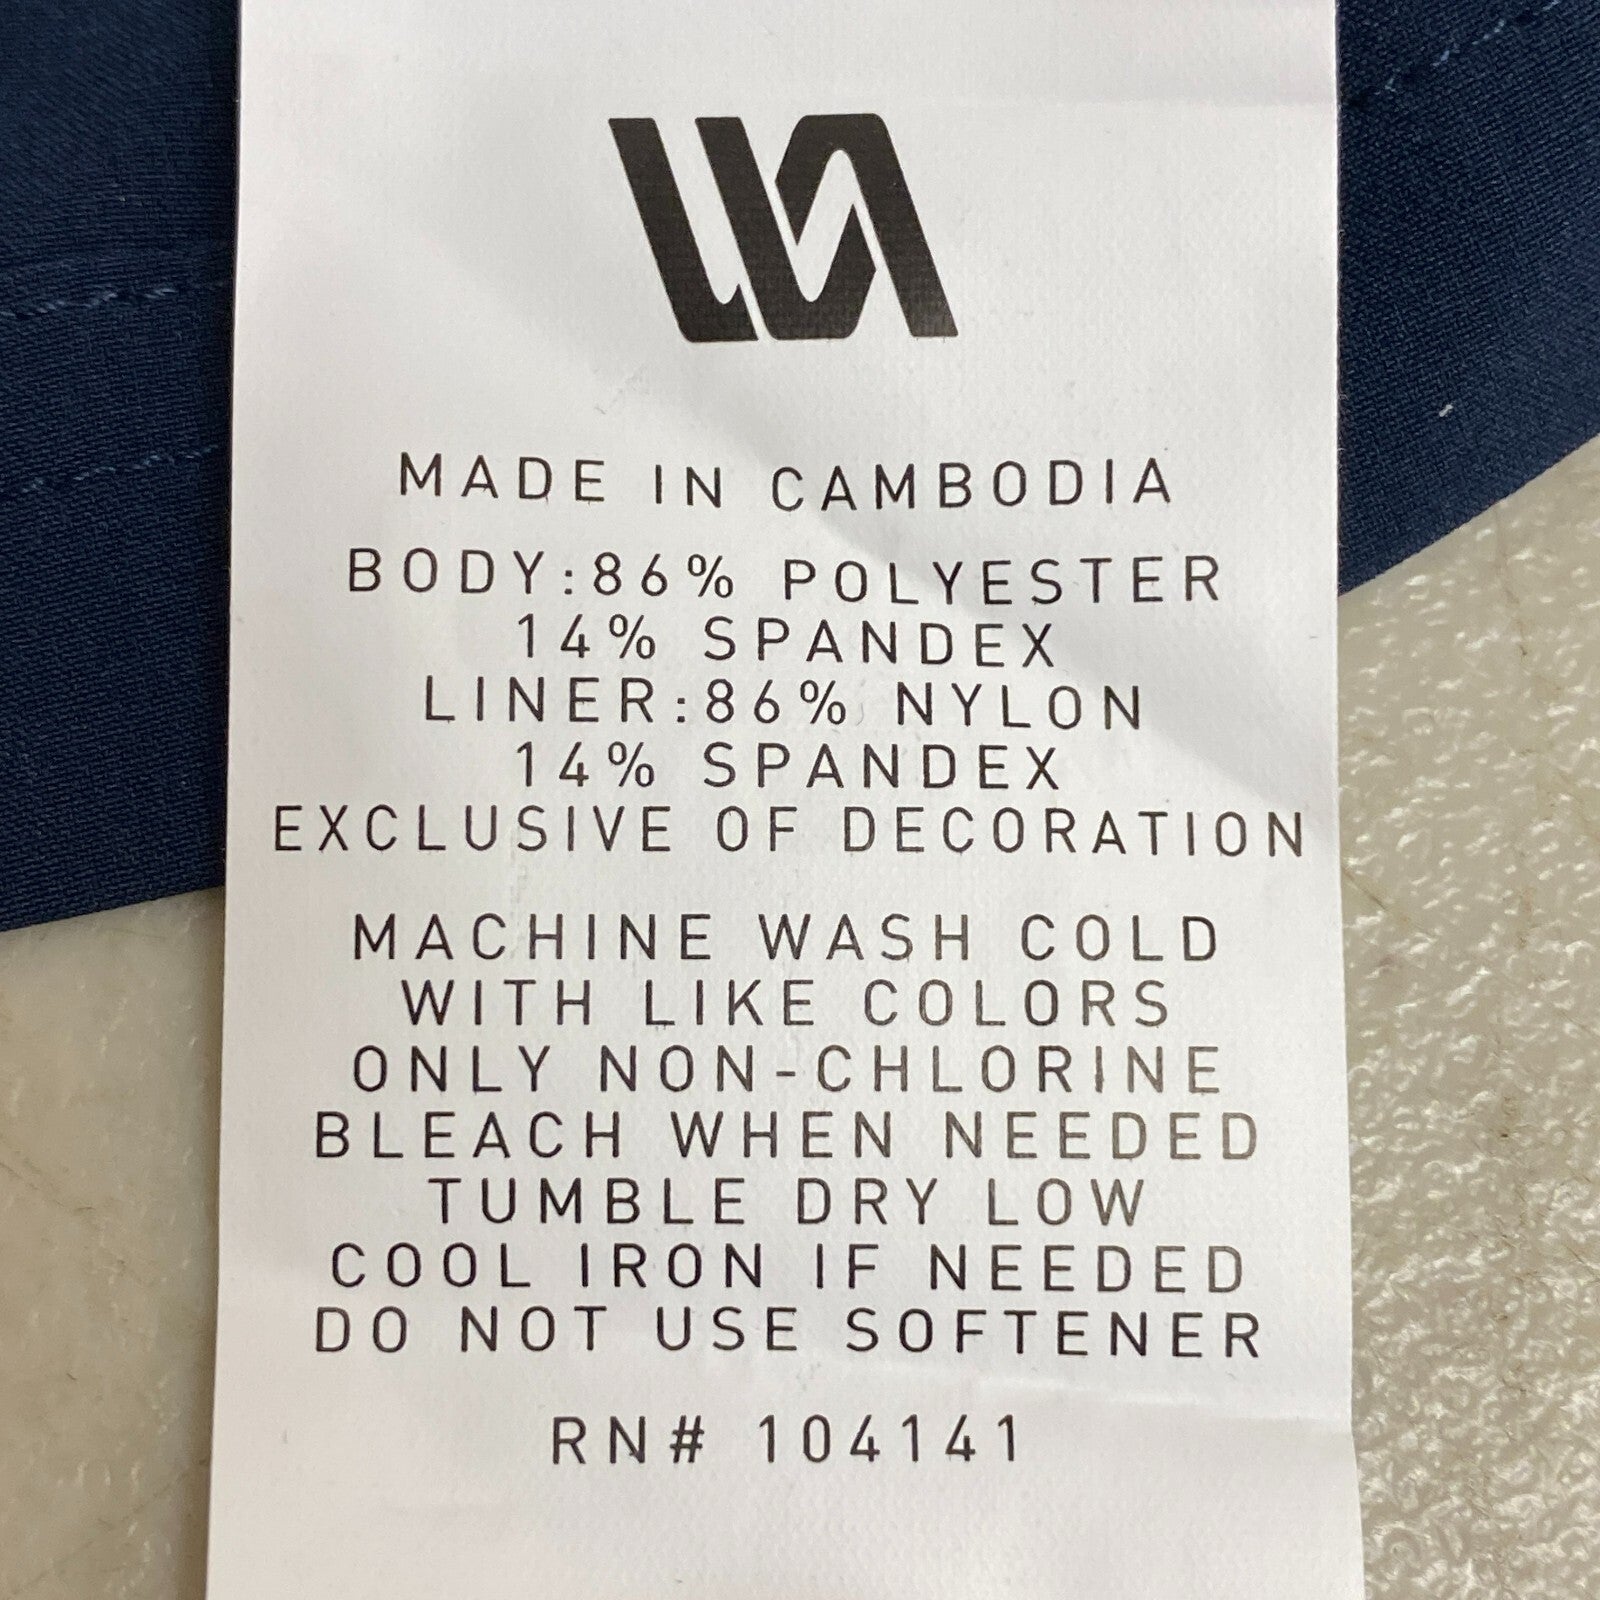 MADE IN CAMBODIA
BODY:86% POLYESTER
14% SPANDEX
LINER:86% NYLON
14% SPANDEX
EXCLUSIVE OF DECORATION
MACHINE WASH COLD
WITH LIKE COLORS
ONLY NON-CHLORINE
BLEACH WHEN NEEDED
TUMBLE DRY LOW
COOL IRON IF NEEDED
DO NOT USE SOFTENER
RN# 104141